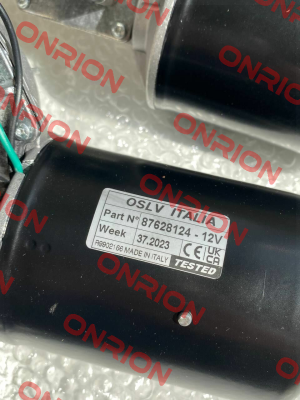 ONRION
ONRION
ONRION
ONRION
ONRION
OSLV ITALIA
Part N° 87628124 - 12V
Week 37.2023
CE UK CA
MADE IN ITALY TESTED
ONRION
ONRION
ONRION